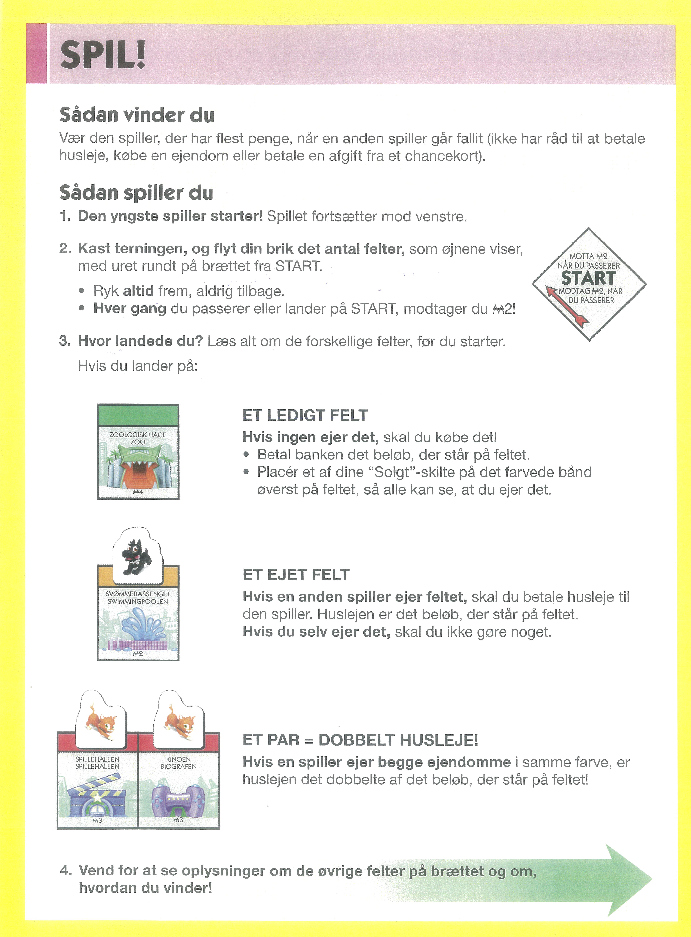 SPIL!
Sådan vinder du
Vær den spiller, der har flest penge, når en anden spiller går fallit (ikke har råd til at betale
husleje, købe en ejendom eller betale en afgift fra et chancekort).
Sådan spiller du
1. Den yngste spiller starter! Spillet fortsætter mod venstre.
2. Kast terningen, og flyt din brik det antal felter, som øjnene viser,
med uret rundt på brættet fra START.
• Ryk altid frem, aldrig tilbage.
• Hver gang du passerer eller lander på START, modtager du M2!
MOTTA M2
NÅR DU PASSERER
START
MODTAG M2, NÅR
DU PASSERER
3. Hvor landede du? Læs alt om de forskellige felter, før du starter.
Hvis du lander på:
ZOOLOGISK HAVE
ZOO
M4
ET LEDIGT FELT
Hvis ingen ejer det, skal du købe det!
• Betal banken det beløb, der står på feltet.
• Placér et af dine “Solgt”-skilte på det farvede bånd
øverst på feltet, så alle kan se, at du ejer det.
SVØMMEBASSENGET
SWIMMINGPOOLEN
M2
ET EJET FELT
Hvis en anden spiller ejer feltet, skal du betale husleje til
den spiller. Huslejen er det beløb, der står på feltet.
Hvis du selv ejer det, skal du ikke gøre noget.
SPILLEHALLEN
SPILLEHALLEN
M3
KINOEN
BIOGRAFEN
M3
ET PAR = DOBBELT HUSLEJE!
Hvis en spiller ejer begge ejendomme i samme farve, er
huslejen det dobbelte af det beløb, der står på feltet!
4. Vend for at se oplysninger om de øvrige felter på brættet og om,
hvordan du vinder!